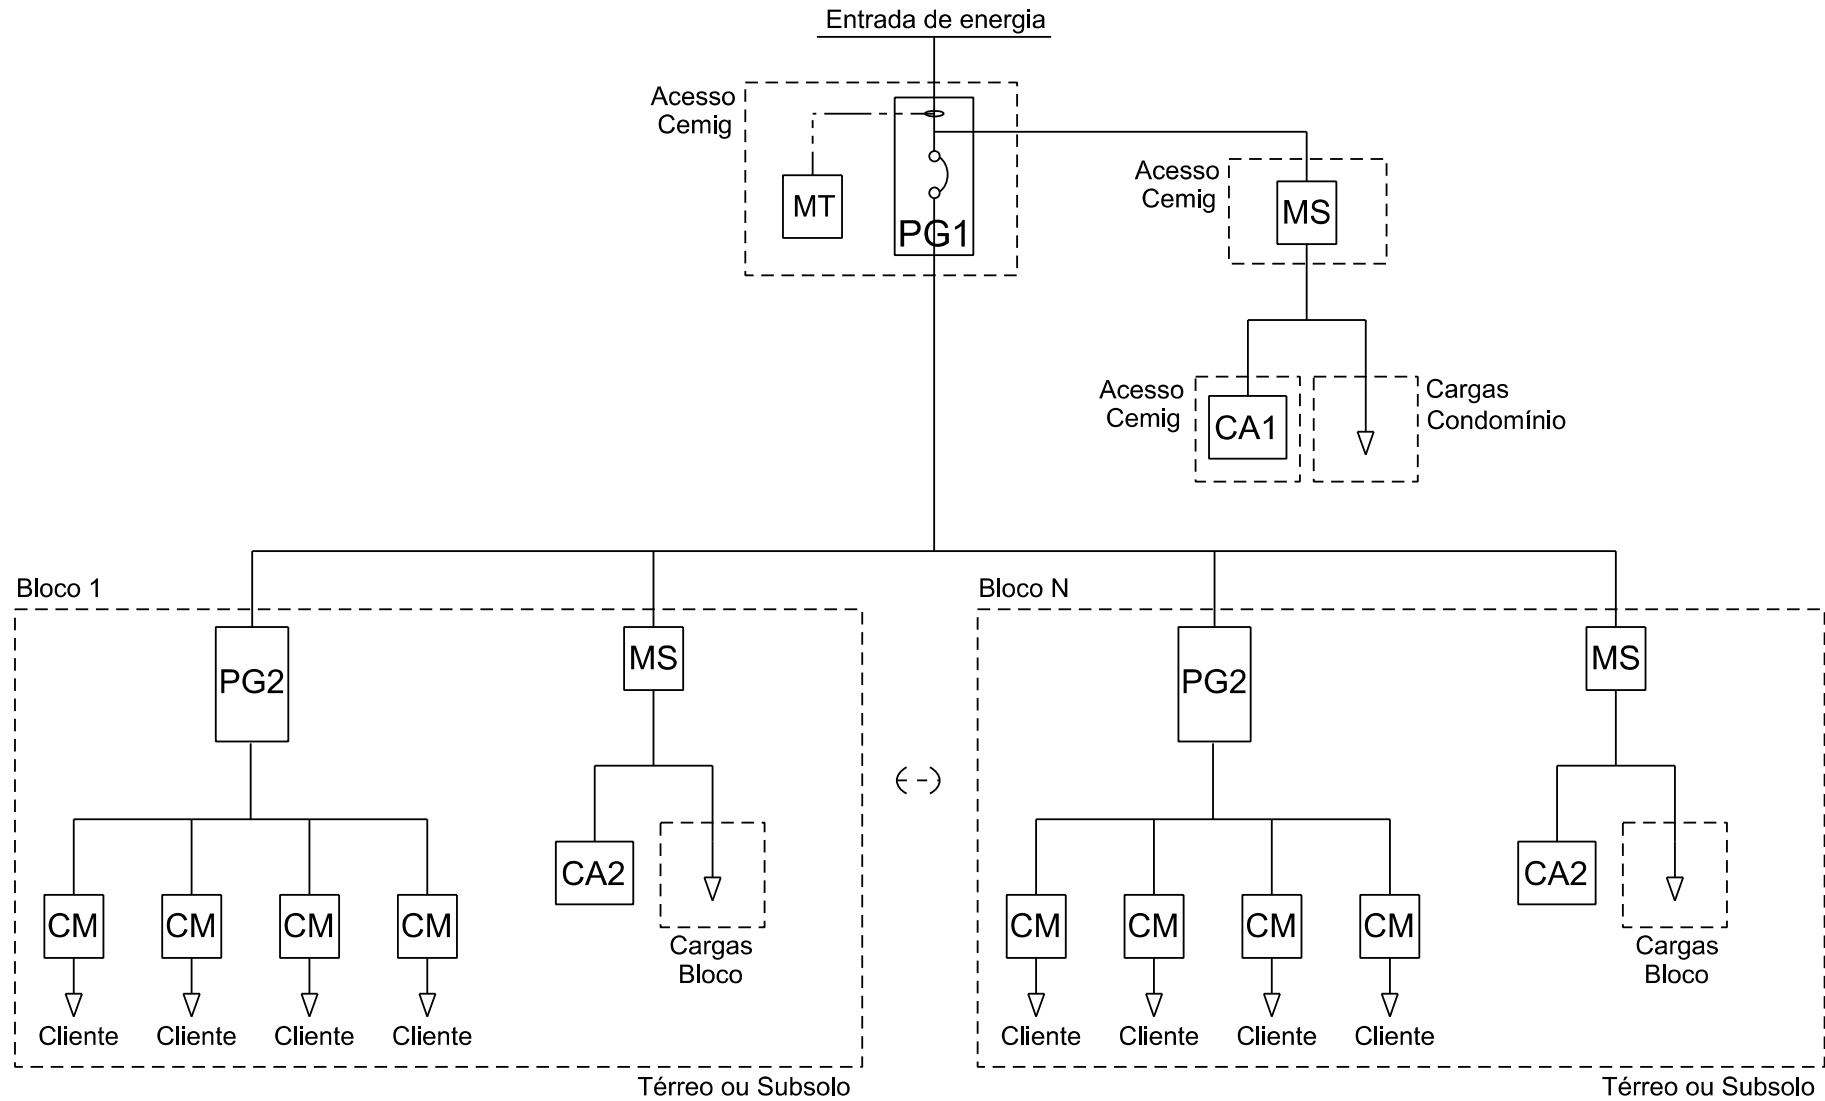 Entrada de energia
Acesso
Cemig
MT
PG1
Acesso
Cemig
MS
Acesso
Cemig
CA1
Cargas
Condomínio
Bloco 1
PG2
MS
CM
CM
CM
CM
CA2
Cargas
Bloco
Cliente
Cliente
Cliente
Cliente
Térreo ou Subsolo
Bloco N
PG2
MS
CM
CM
CM
CM
CA2
Cargas
Bloco
Cliente
Cliente
Cliente
Cliente
Térreo ou Subsolo